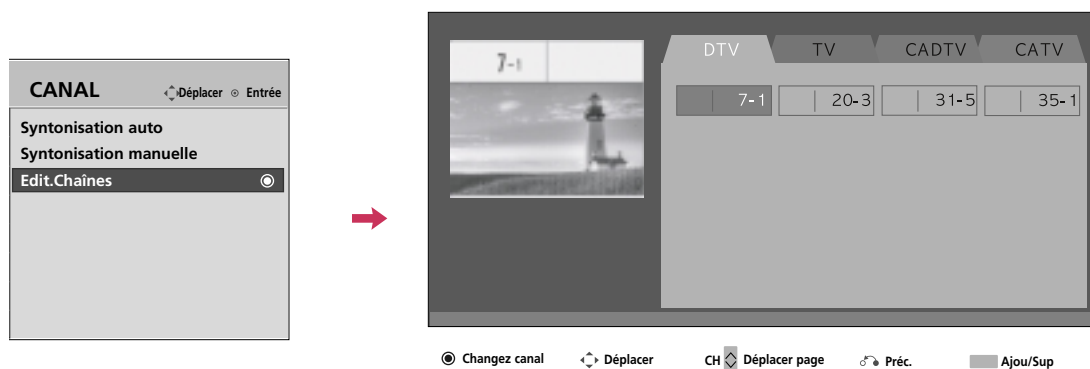 CANAL Déplacer Entrée
Syntonisation auto
Syntonisation manuelle
Edit.Chaînes
7-1
DTV TV CADTV CATV
7-1 20-3 31-5 35-1
Changez canal Déplacer CH Déplacer page Préc. Ajou/Sup